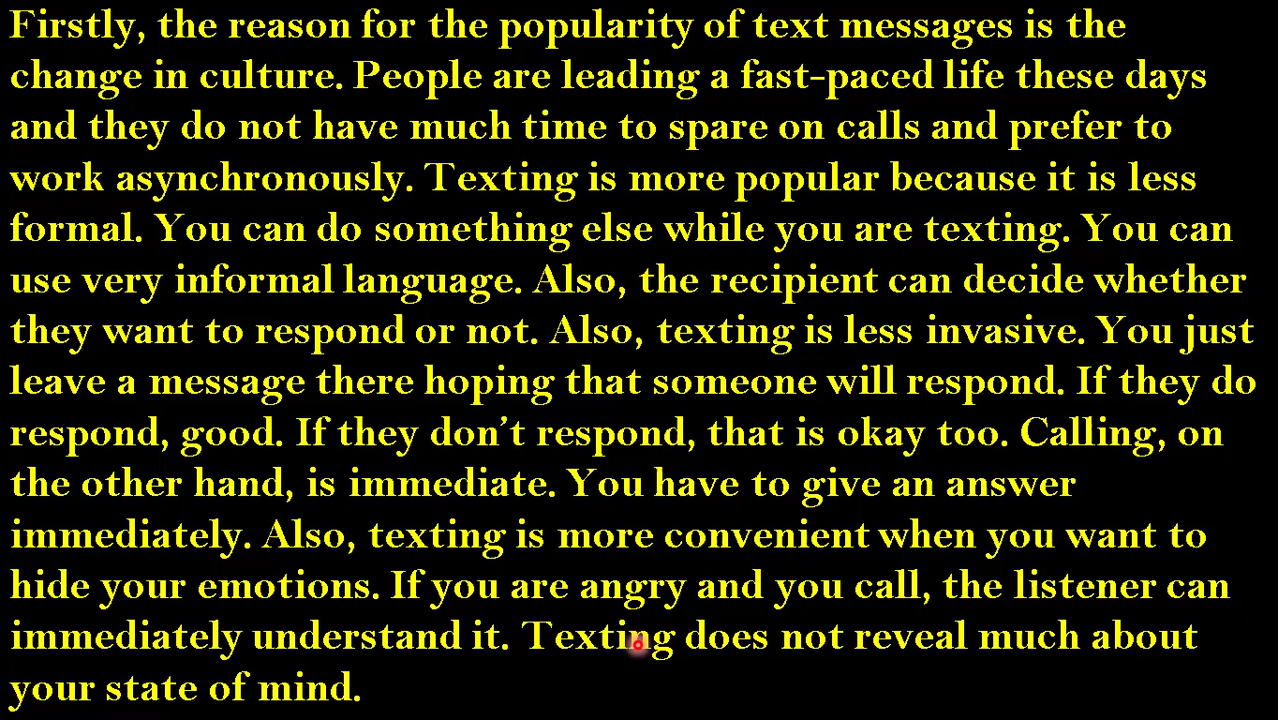 Firstly, the reason for the popularity of text messages is the
change in culture. People are leading a fast-paced life these days
and they do not have much time to spare on calls and prefer to
work asynchronously. Texting is more popular because it is less
formal. You can do something else while you are texting. You can
use very informal language. Also, the recipient can decide whether
they want to respond or not. Also, texting is less invasive. You just
leave a message there hoping that someone will respond. If they do
respond, good. If they don’t respond, that is okay too. Calling, on
the other hand, is immediate. You have to give an answer
immediately. Also, texting is more convenient when you want to
hide your emotions. If you are angry and you call, the listener can
immediately understand it. Texting does not reveal much about
your state of mind.